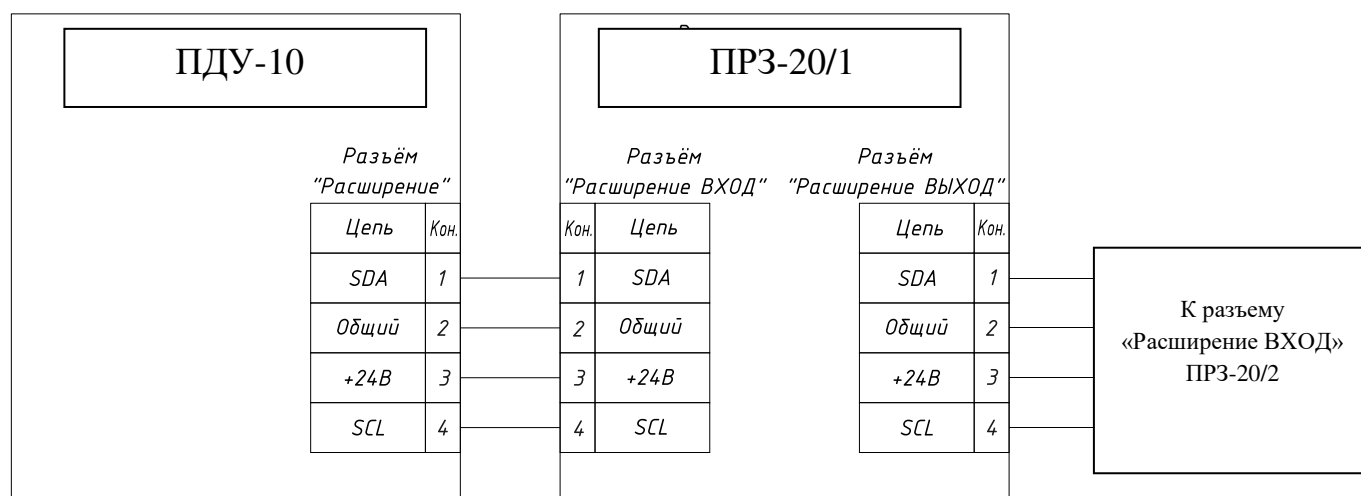 ПДУ-10
ПРЗ-20/1
Разъём
"Расширение"
Цепь Кон.
SDA 1
Общий 2
+24В 3
SCL 4
Разъём
"Расширение ВХОД"
Кон. Цепь
1 SDA
2 Общий
3 +24В
4 SCL
Разъём
"Расширение ВЫХОД"
Цепь Кон.
SDA 1
Общий 2
+24В 3
SCL 4
К разъему
«Расширение ВХОД»
ПРЗ-20/2